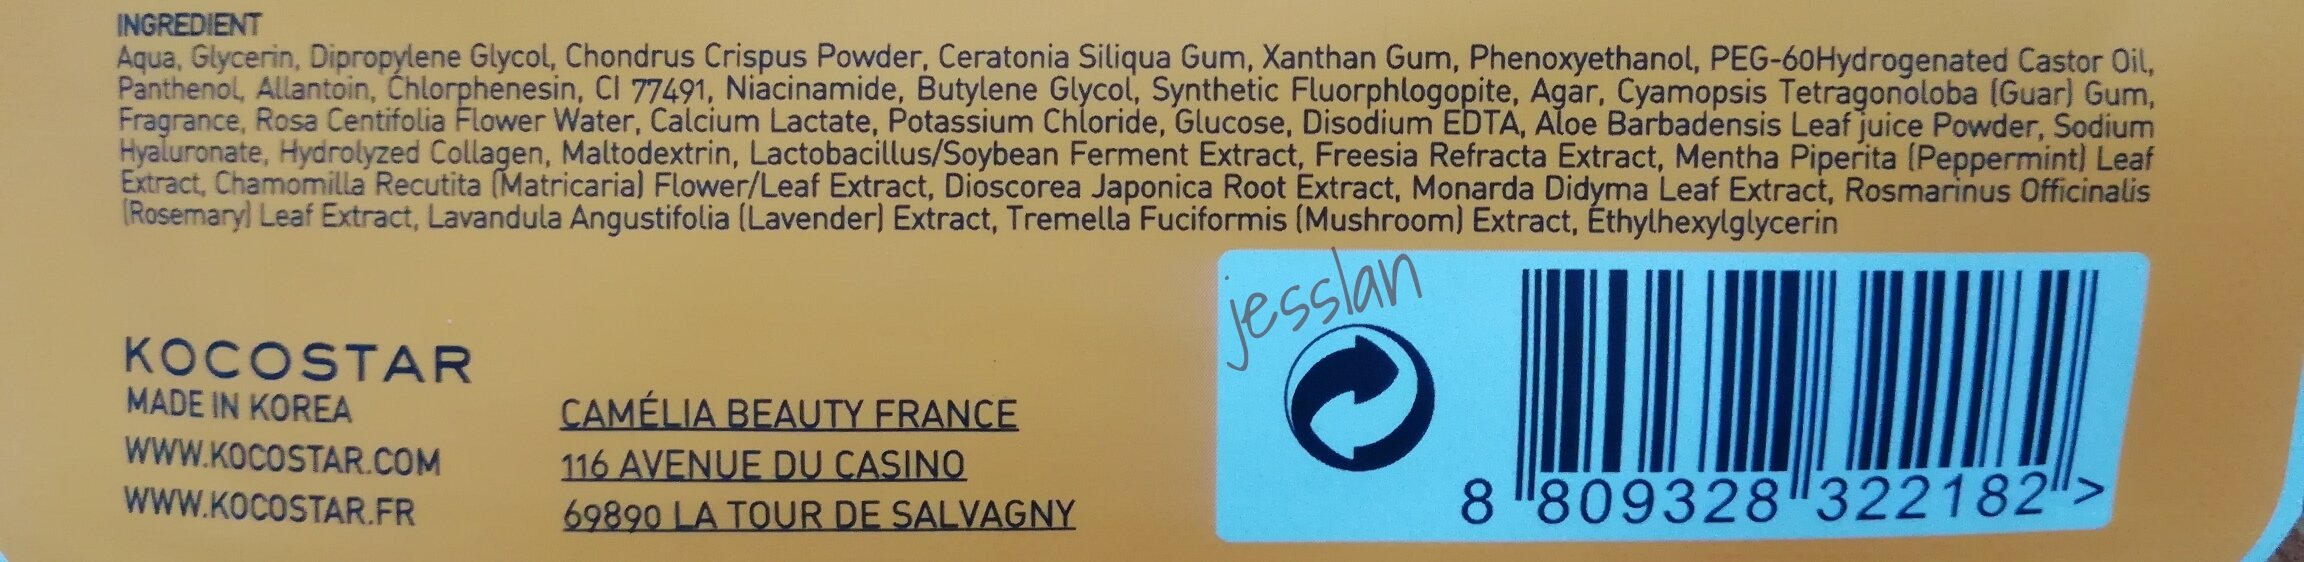 INGREDIENT
Aqua, Glycerin, Dipropylene Glycol, Chondrus Crispus Powder, Ceratonia Siliqua Gum, Xanthan Gum, Phenoxyethanol, PEG-60Hydrogenated Castor Oil,
Panthenol, Allantoin, Chlorphenesin, CI 77491, Niacinamide, Butylene Glycol, Synthetic Fluorphlogopite, Agar, Cyamopsis Tetragonoloba (Guar) Gum,
Fragrance, Rosa Centifolia Flower Water, Calcium Lactate, Potassium Chloride, Glucose, Disodium EDTA, Aloe Barbadensis Leaf juice Powder, Sodium
Hyaluronate, Hydrolyzed Collagen, Maltodextrin, Lactobacillus/Soybean Ferment Extract, Freesia Refracta Extract, Mentha Piperita (Peppermint) Leaf
Extract, Chamomilla Recutita (Matricaria) Flower/Leaf Extract, Dioscorea Japonica Root Extract, Monarda Didyma Leaf Extract, Rosmarinus Officinalis
(Rosemary) Leaf Extract, Lavandula Angustifolia (Lavender) Extract, Tremella Fuciformis (Mushroom) Extract, Ethylhexylglycerin
KOCOSTAR
MADE IN KOREA
WWW.KOCOSTAR.COM
WWW.KOCOSTAR.FR
CAMÉLIA BEAUTY FRANCE
116 AVENUE DU CASINO
69890 LA TOUR DE SALVAGNY
jesslan
8 809328 322182 >